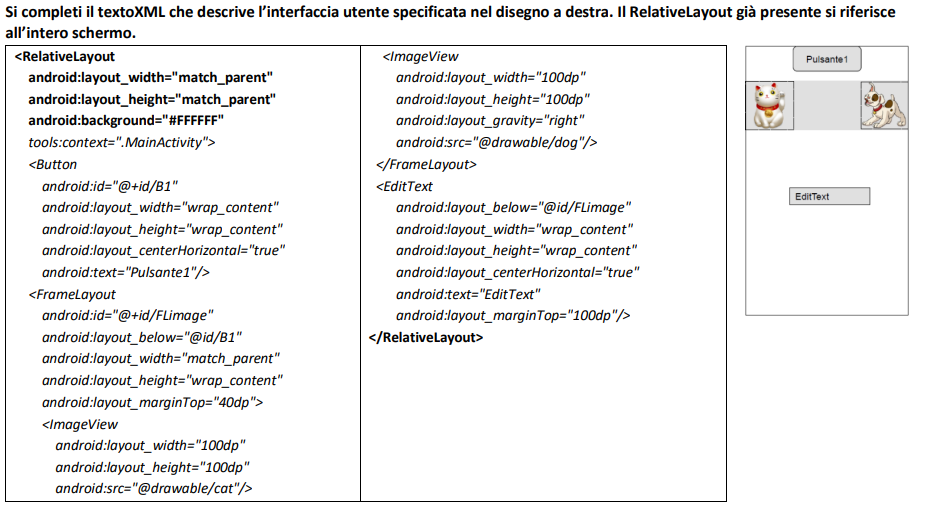 Si completi il textoXML che descrive l'interfaccia utente specificata nel disegno a destra. Il RelativeLayout già presente si riferisce
all'intero schermo.
<RelativeLayout
android:layout_width="match_parent"
android:layout_height="match_parent"
android:background="#FFFFFF"
tools:context=".MainActivity">
<Button
android:id="@+id/B1"
android:layout_width="wrap_content"
android:layout_height="wrap_content"
android:layout_centerHorizontal="true"
android:text="Pulsante1"/>
<FrameLayout
android:id="@+id/FLimage"
android:layout_below="@id/B1"
android:layout_width="match_parent"
android:layout_height="wrap_content"
android:layout_marginTop="40dp">
<ImageView
android:layout_width="100dp"
android:layout_height="100dp"
android:src="@drawable/cat"/>
<ImageView
android:layout_width="100dp"
android:layout_height="100dp"
android:layout_gravity="right"
android:src="@drawable/dog"/>
</FrameLayout>
<EditText
android:layout_below="@id/FLimage"
android:layout_width="wrap_content"
android:layout_height="wrap_content"
android:layout_centerHorizontal="true"
android:text="EditText"
android:layout_marginTop="100dp"/>
</RelativeLayout>
Pulsante1
EditText